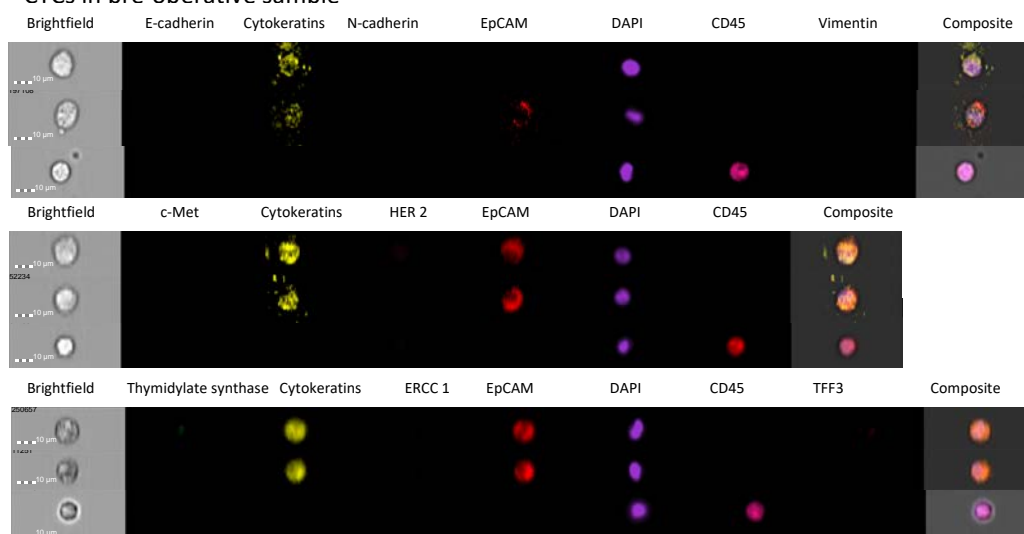 CTCs in pre-operative sample
Brightfield E-cadherin Cytokeratins N-cadherin EpCAM DAPI CD45 Vimentin Composite
10 µm
197108
10 µm
10 µm
Brightfield c-Met Cytokeratins HER 2 EpCAM DAPI CD45 Composite
10 µm
52234
10 µm
10 µm
Brightfield Thymidylate synthase Cytokeratins ERCC 1 EpCAM DAPI CD45 TFF3 Composite
250657
10 µm
10 µm
10 µm